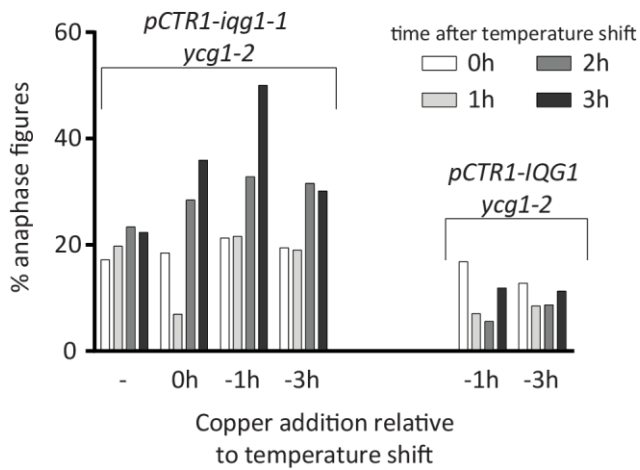 pCTR1-iqg1-1
ycg1-2
time after temperature shift
0h 2h
1h 3h
pCTR1-IQG1
ycg1-2
% anaphase figures
60
40
20
0
- 0h -1h -3h -1h -3h
Copper addition relative
to temperature shift